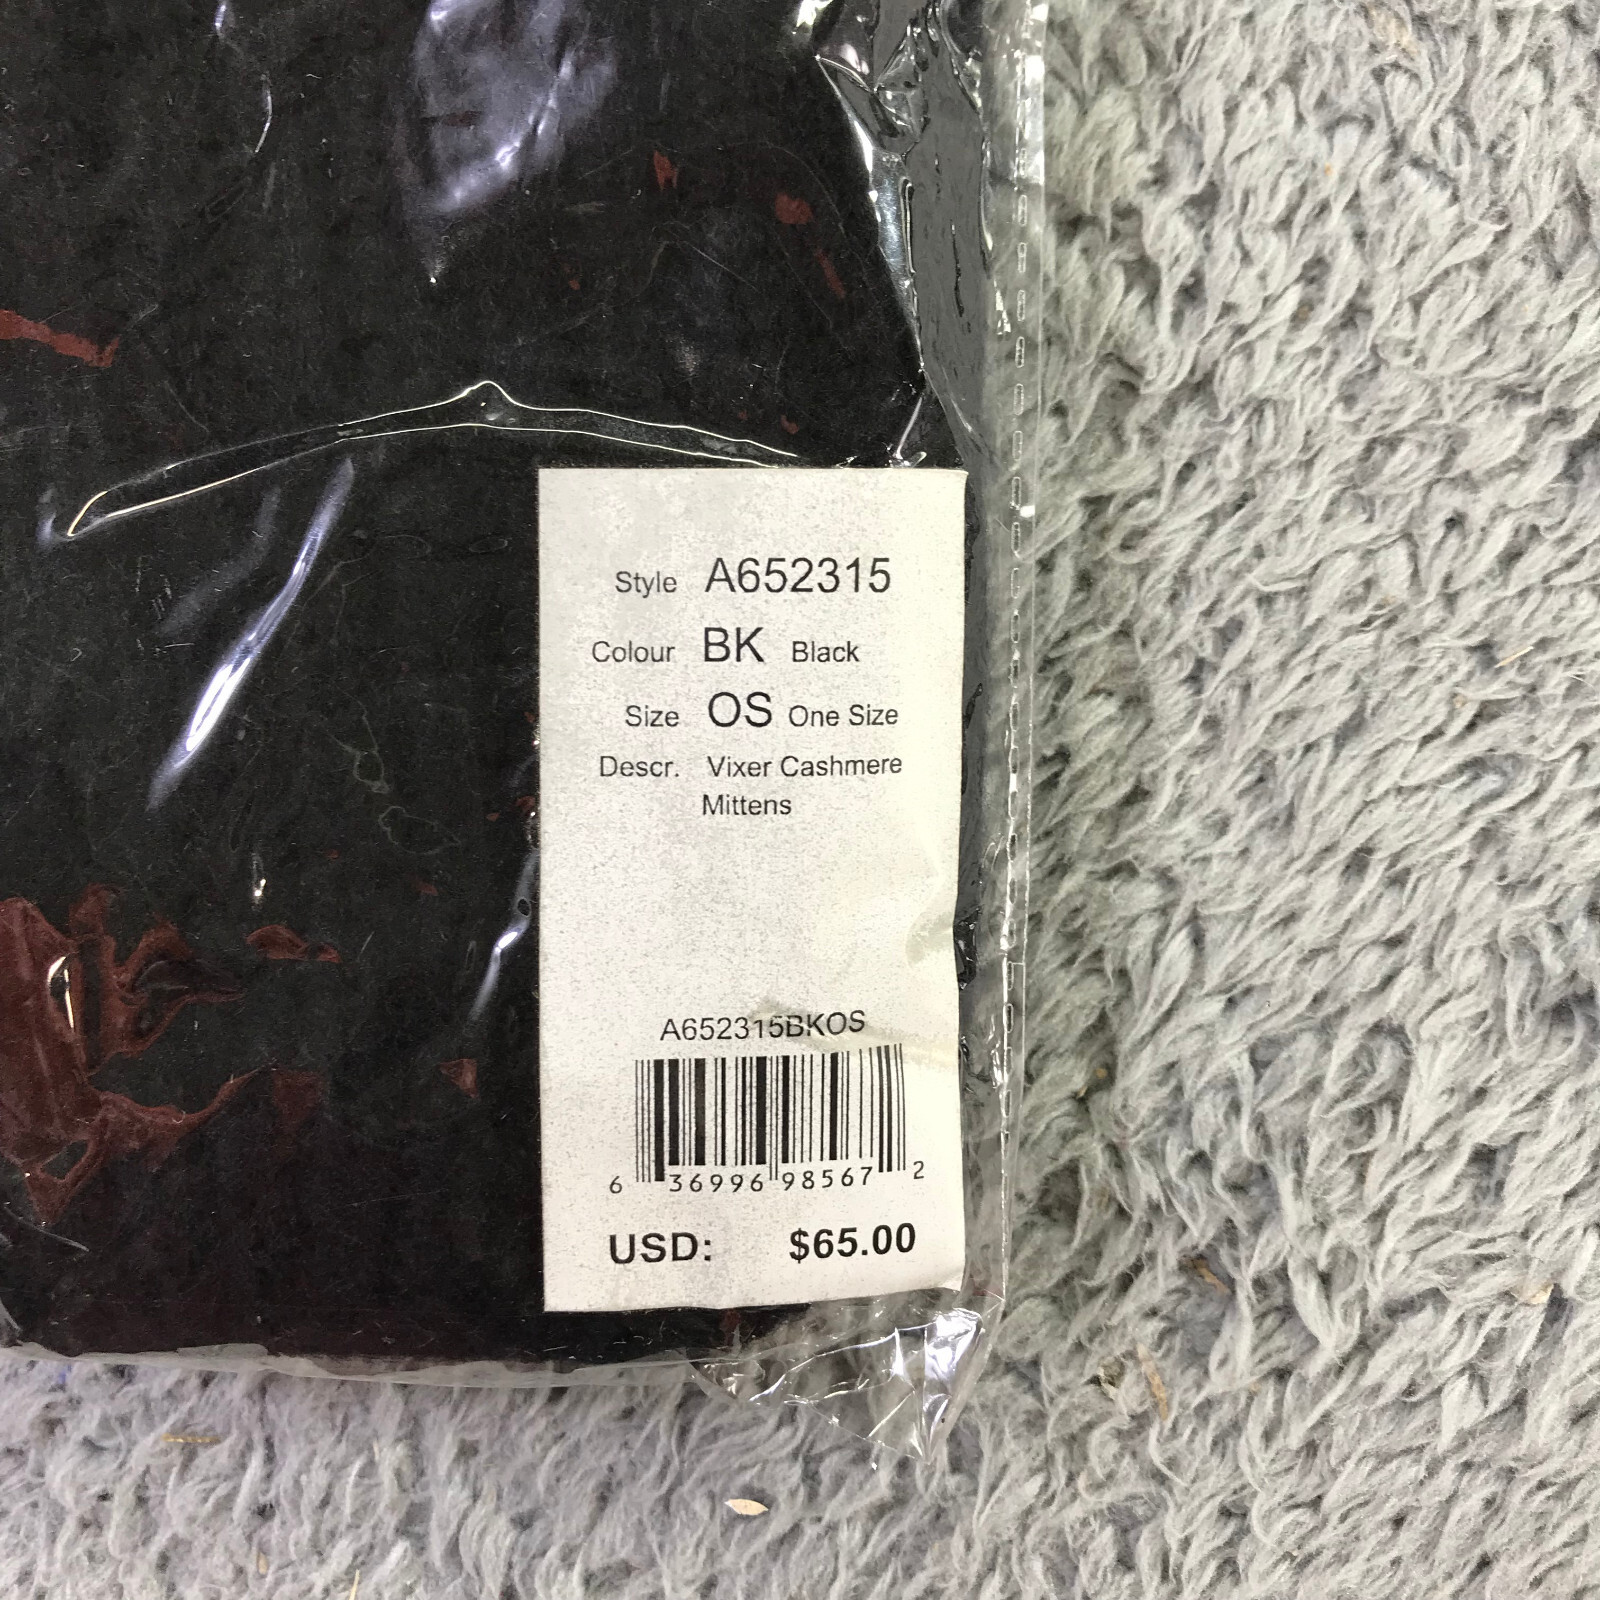 Style A652315
Colour BK Black
Size OS One Size
Descr. Vixer Cashmere
Mittens
A652315BKOS
6 36996 98567 2
USD: $65.00